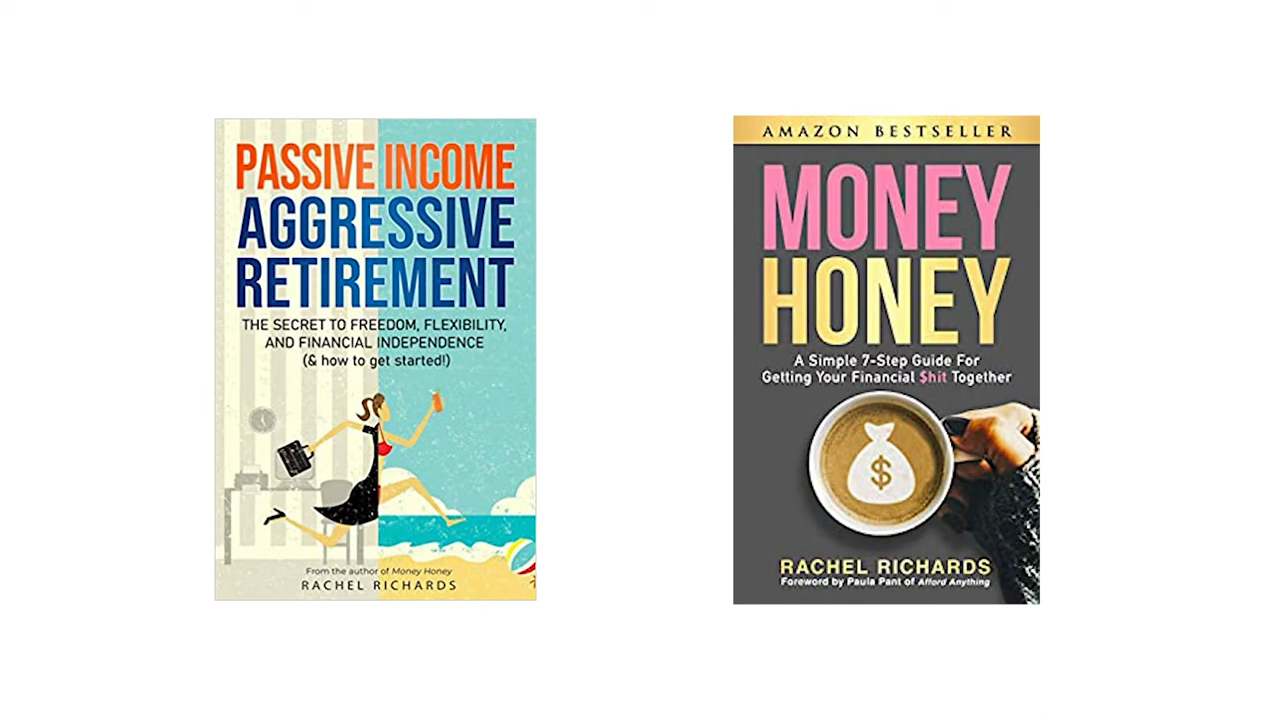 PASSIVE INCOME
AGGRESSIVE
RETIREMENT
THE SECRET TO FREEDOM, FLEXIBILITY,
AND FINANCIAL INDEPENDENCE
(& how to get started!)
From the author of Money Honey
RACHEL RICHARDS
AMAZON BESTSELLER
MONEY
HONEY
A Simple 7-Step Guide For
Getting Your Financial $hit Together
$
RACHEL RICHARDS
Foreword by Paula Pant of Afford Anything